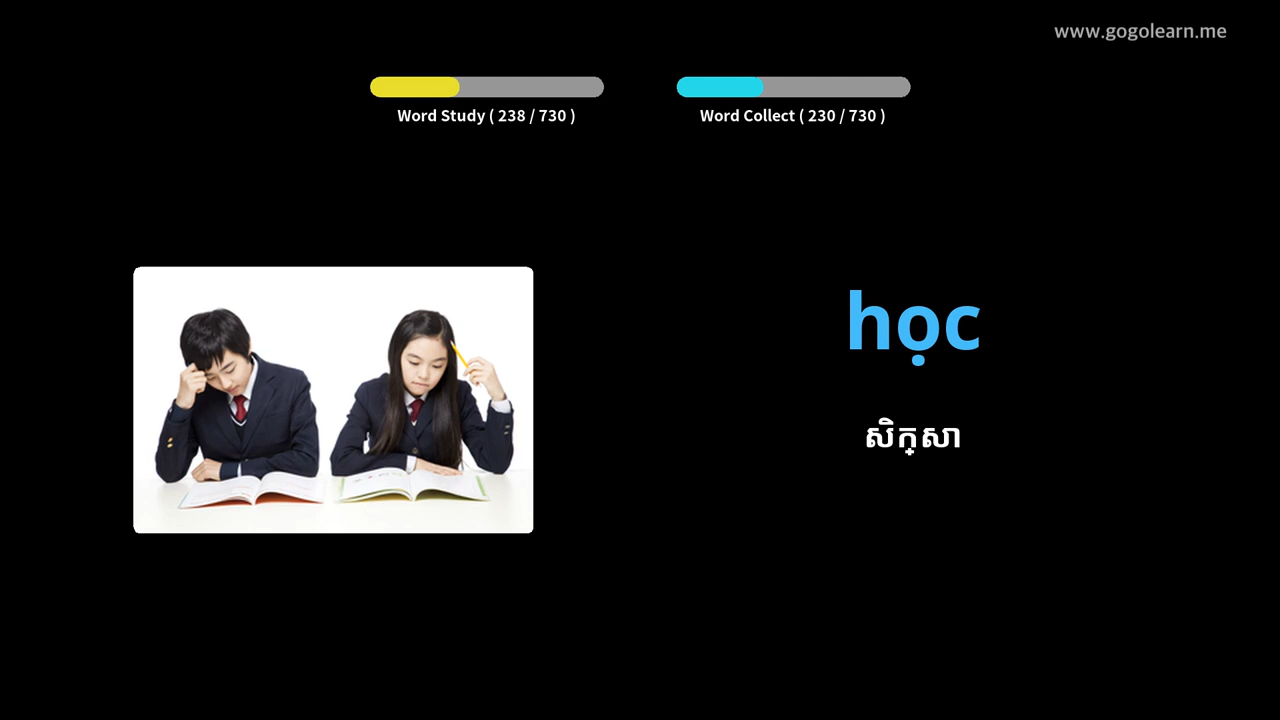 www.gogolearn.me
Word Study ( 238 / 730 )
Word Collect ( 230 / 730 )
học
សិក្សា